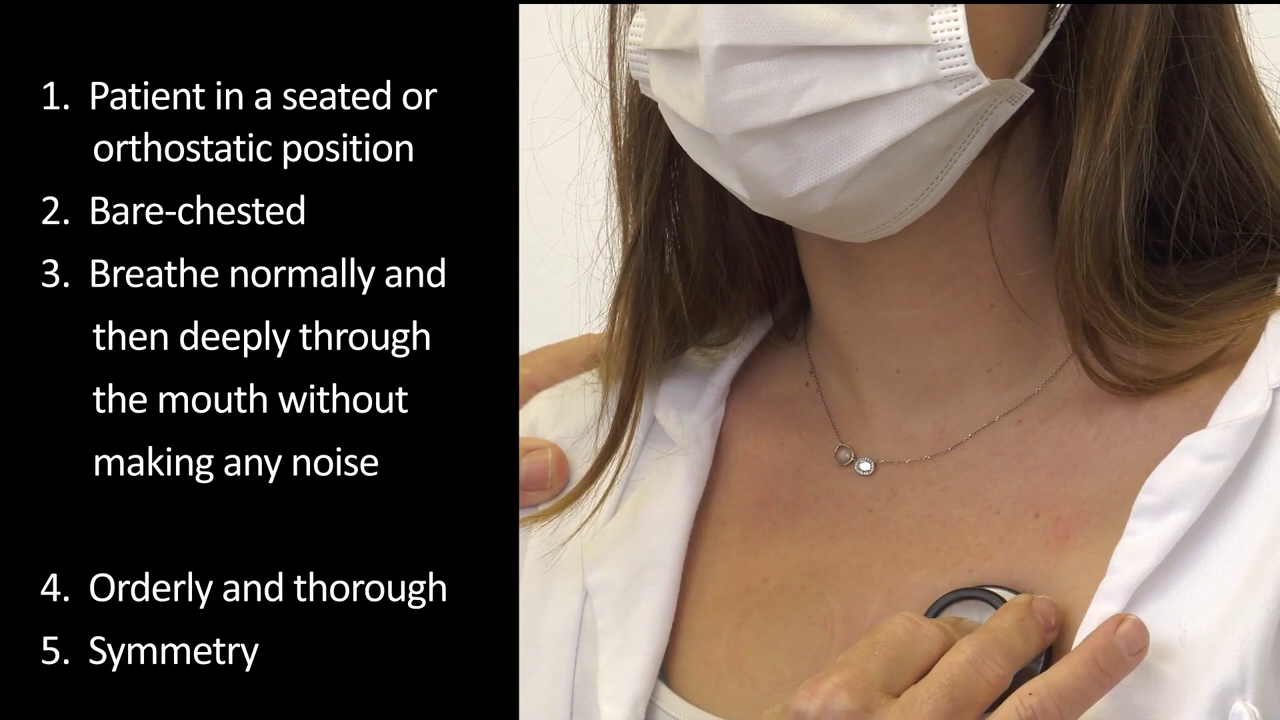 1. Patient in a seated or
orthostatic position
2. Bare-chested
3. Breathe normally and
then deeply through
the mouth without
making any noise
4. Orderly and thorough
5. Symmetry